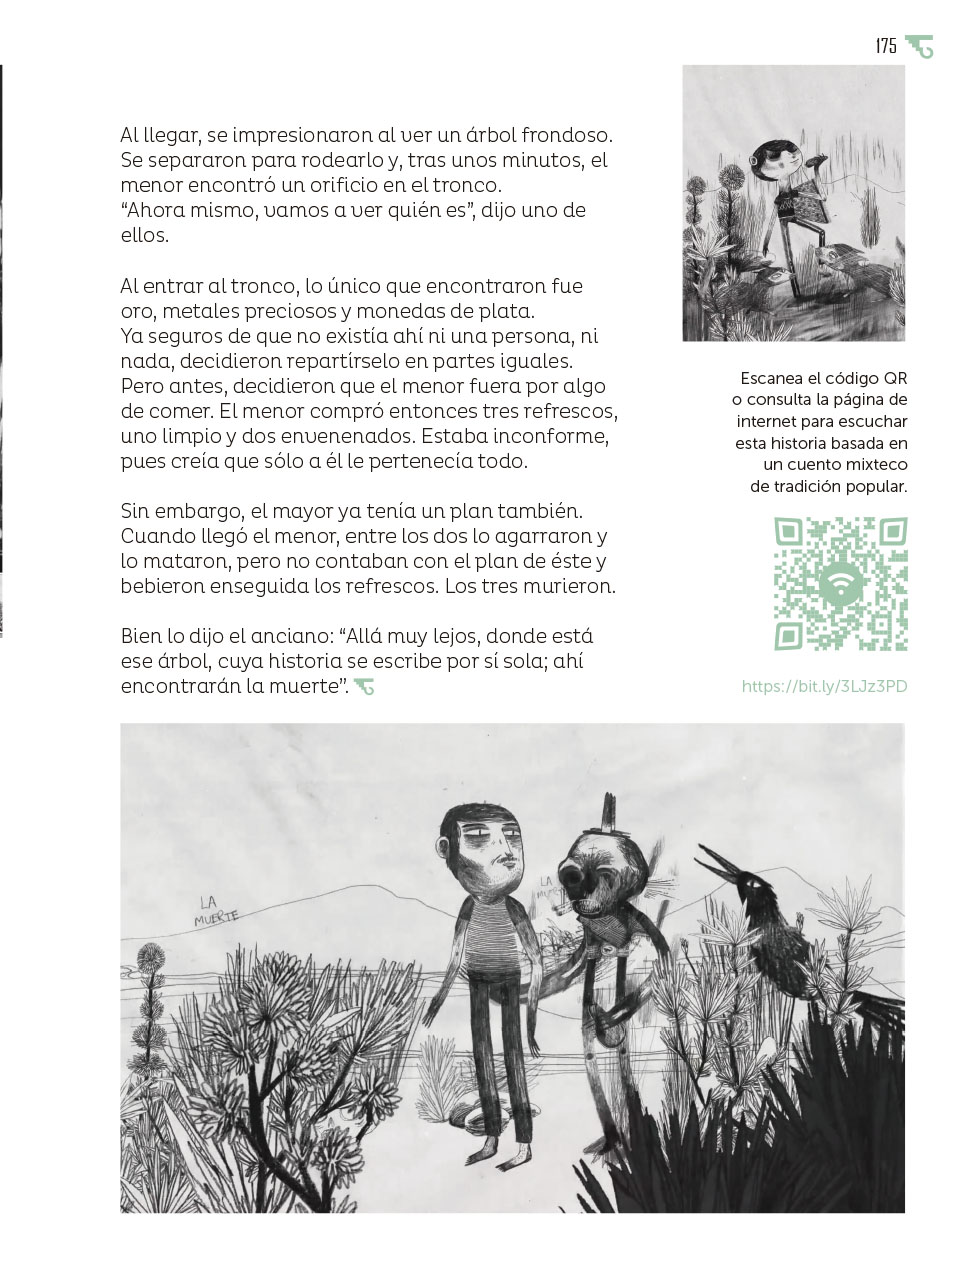 175
Al llegar, se impresionaron al ver un árbol frondoso.
Se separaron para rodearlo y, tras unos minutos, el
menor encontró un orificio en el tronco.
“Ahora mismo, vamos a ver quién es”, dijo uno de
ellos.
Al entrar al tronco, lo único que encontraron fue
oro, metales preciosos y monedas de plata.
Ya seguros de que no existía ahí ni una persona, ni
nada, decidieron repartírselo en partes iguales.
Pero antes, decidieron que el menor fuera por algo
de comer. El menor compró entonces tres refrescos,
uno limpio y dos envenenados. Estaba inconforme,
pues creía que sólo a él le pertenecía todo.
Sin embargo, el mayor ya tenía un plan también.
Cuando llegó el menor, entre los dos lo agarraron y
lo mataron, pero no contaban con el plan de éste y
bebieron enseguida los refrescos. Los tres murieron.
Bien lo dijo el anciano: “Allá muy lejos, donde está
ese árbol, cuya historia se escribe por sí sola; ahí
encontrarán la muerte”.
Escanea el código QR
o consulta la página de
internet para escuchar
esta historia basada en
un cuento mixteco
de tradición popular.
https://bit.ly/3LJz3PD
LA
MUERTE
LA